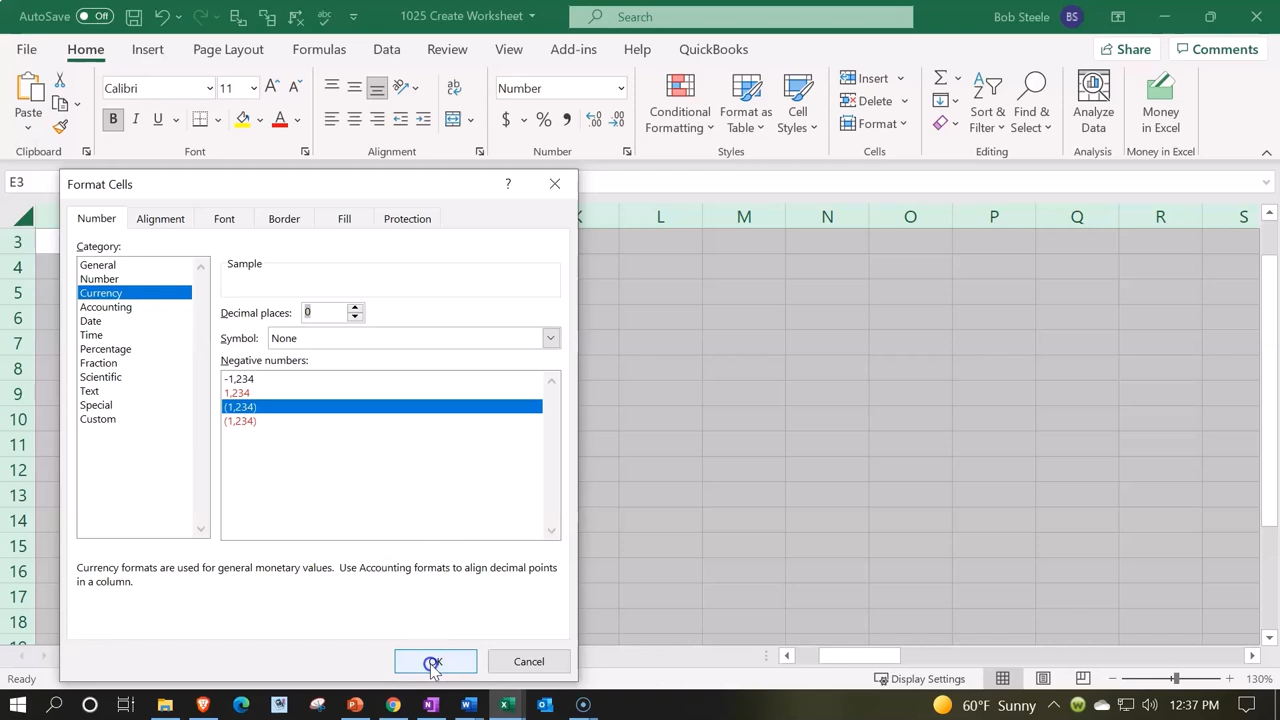 AutoSave Off 1025 Create Worksheet Search Bob Steele BS
File Home Insert Page Layout Formulas Data Review View Add-ins Help QuickBooks Share Comments
Paste Calibri 11 Number Conditional Formatting Format as Table Cell Styles Insert Delete Format Sort & Filter Find & Select Analyze Data Money in Excel
Clipboard Font Alignment Number Styles Cells Editing Analysis Money in Excel
E3
Format Cells ?
Number Alignment Font Border Fill Protection
L M N O P Q R S
Category:
General
Number
Currency
Accounting
Date
Time
Percentage
Fraction
Scientific
Text
Special
Custom
Sample
Decimal places: 0
Symbol: None
Negative numbers:
-1,234
1,234
(1,234)
(1,234)
Currency formats are used for general monetary values. Use Accounting formats to align decimal points
in a column.
OK Cancel
3
4
5
6
7
8
9
10
11
12
13
14
15
16
17
18
Ready Display Settings 130%
60°F Sunny 12:37 PM